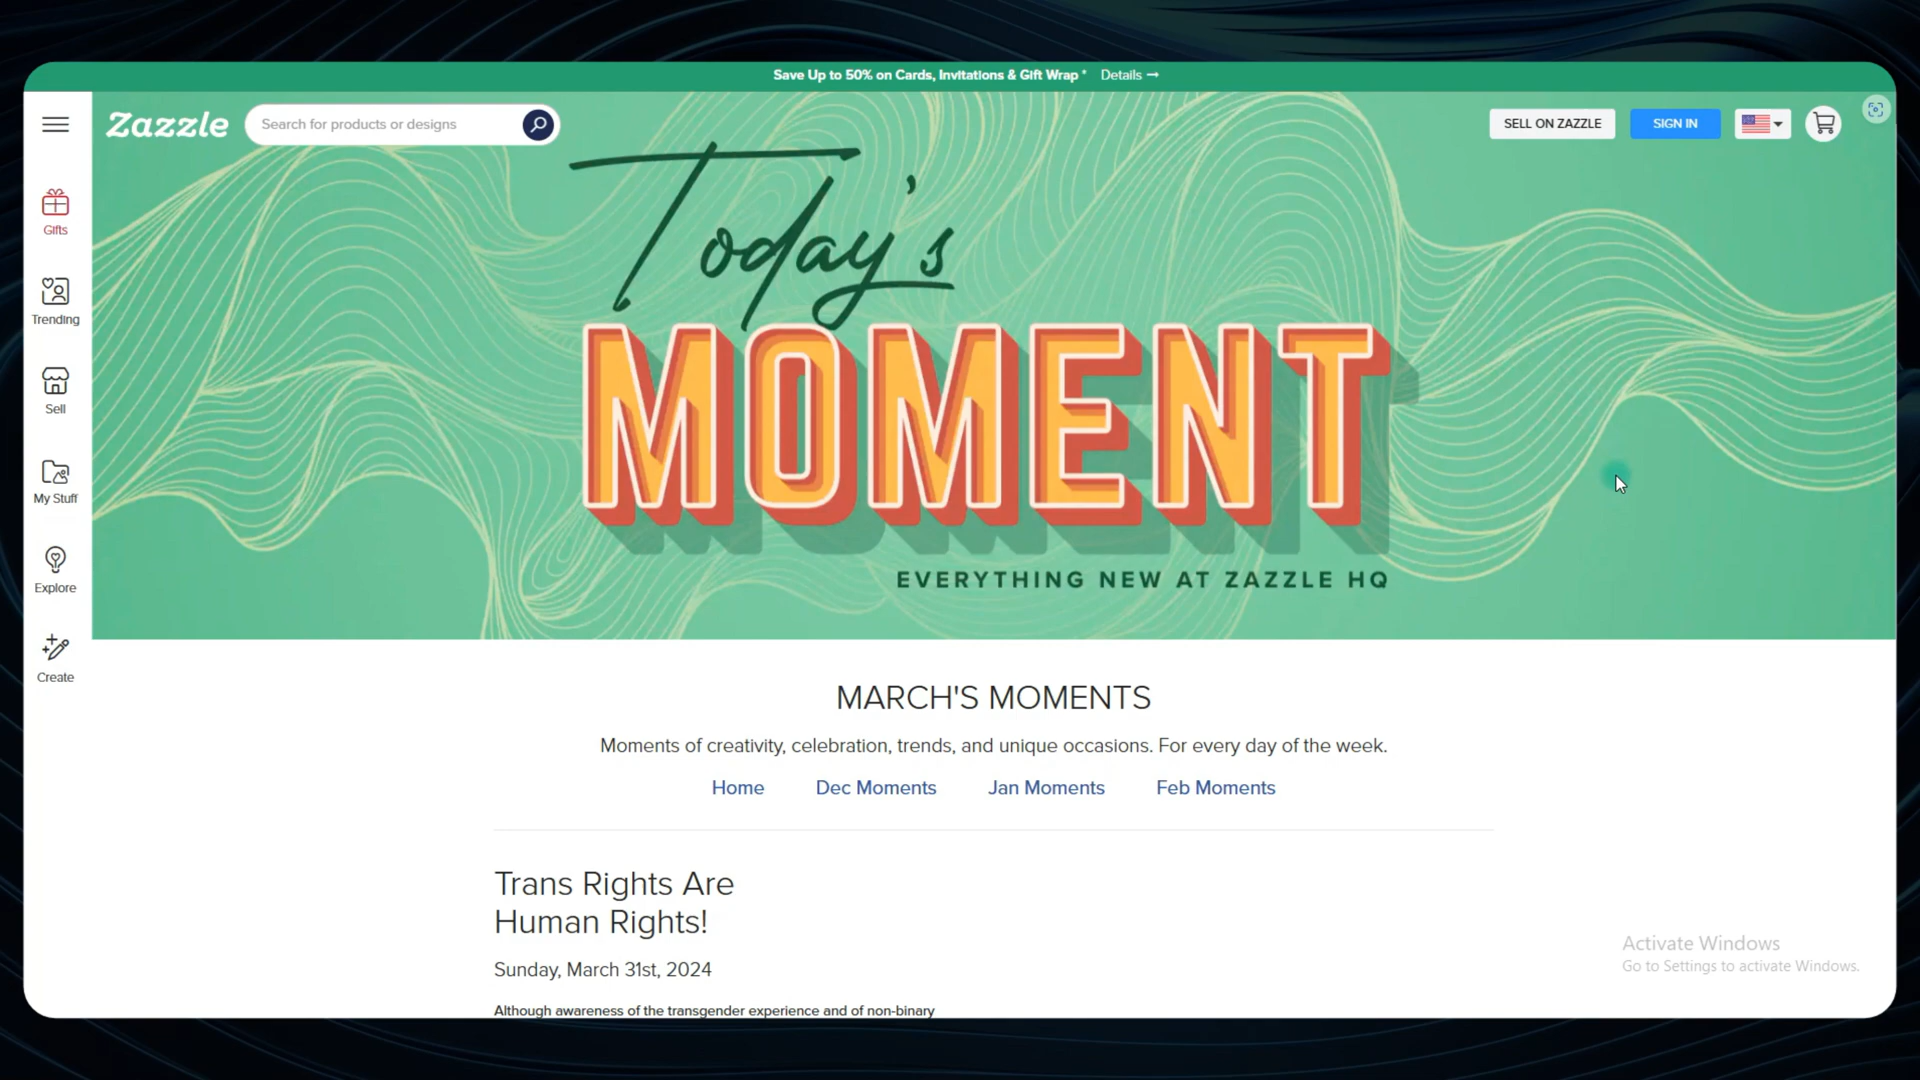 Save Up to 50% on Cards, Invitations & Gift Wrap * Details →
Zazzle
Search for products or designs
SELL ON ZAZZLE
SIGN IN
Gifts
Trending
Sell
My Stuff
Explore
Create
Today's
MOMENT
EVERYTHING NEW AT ZAZZLE HQ
MARCH'S MOMENTS
Moments of creativity, celebration, trends, and unique occasions. For every day of the week.
Home Dec Moments Jan Moments Feb Moments
Trans Rights Are
Human Rights!
Sunday, March 31st, 2024
Although awareness of the transgender experience and of non-binary
Activate Windows
Go to Settings to activate Windows.